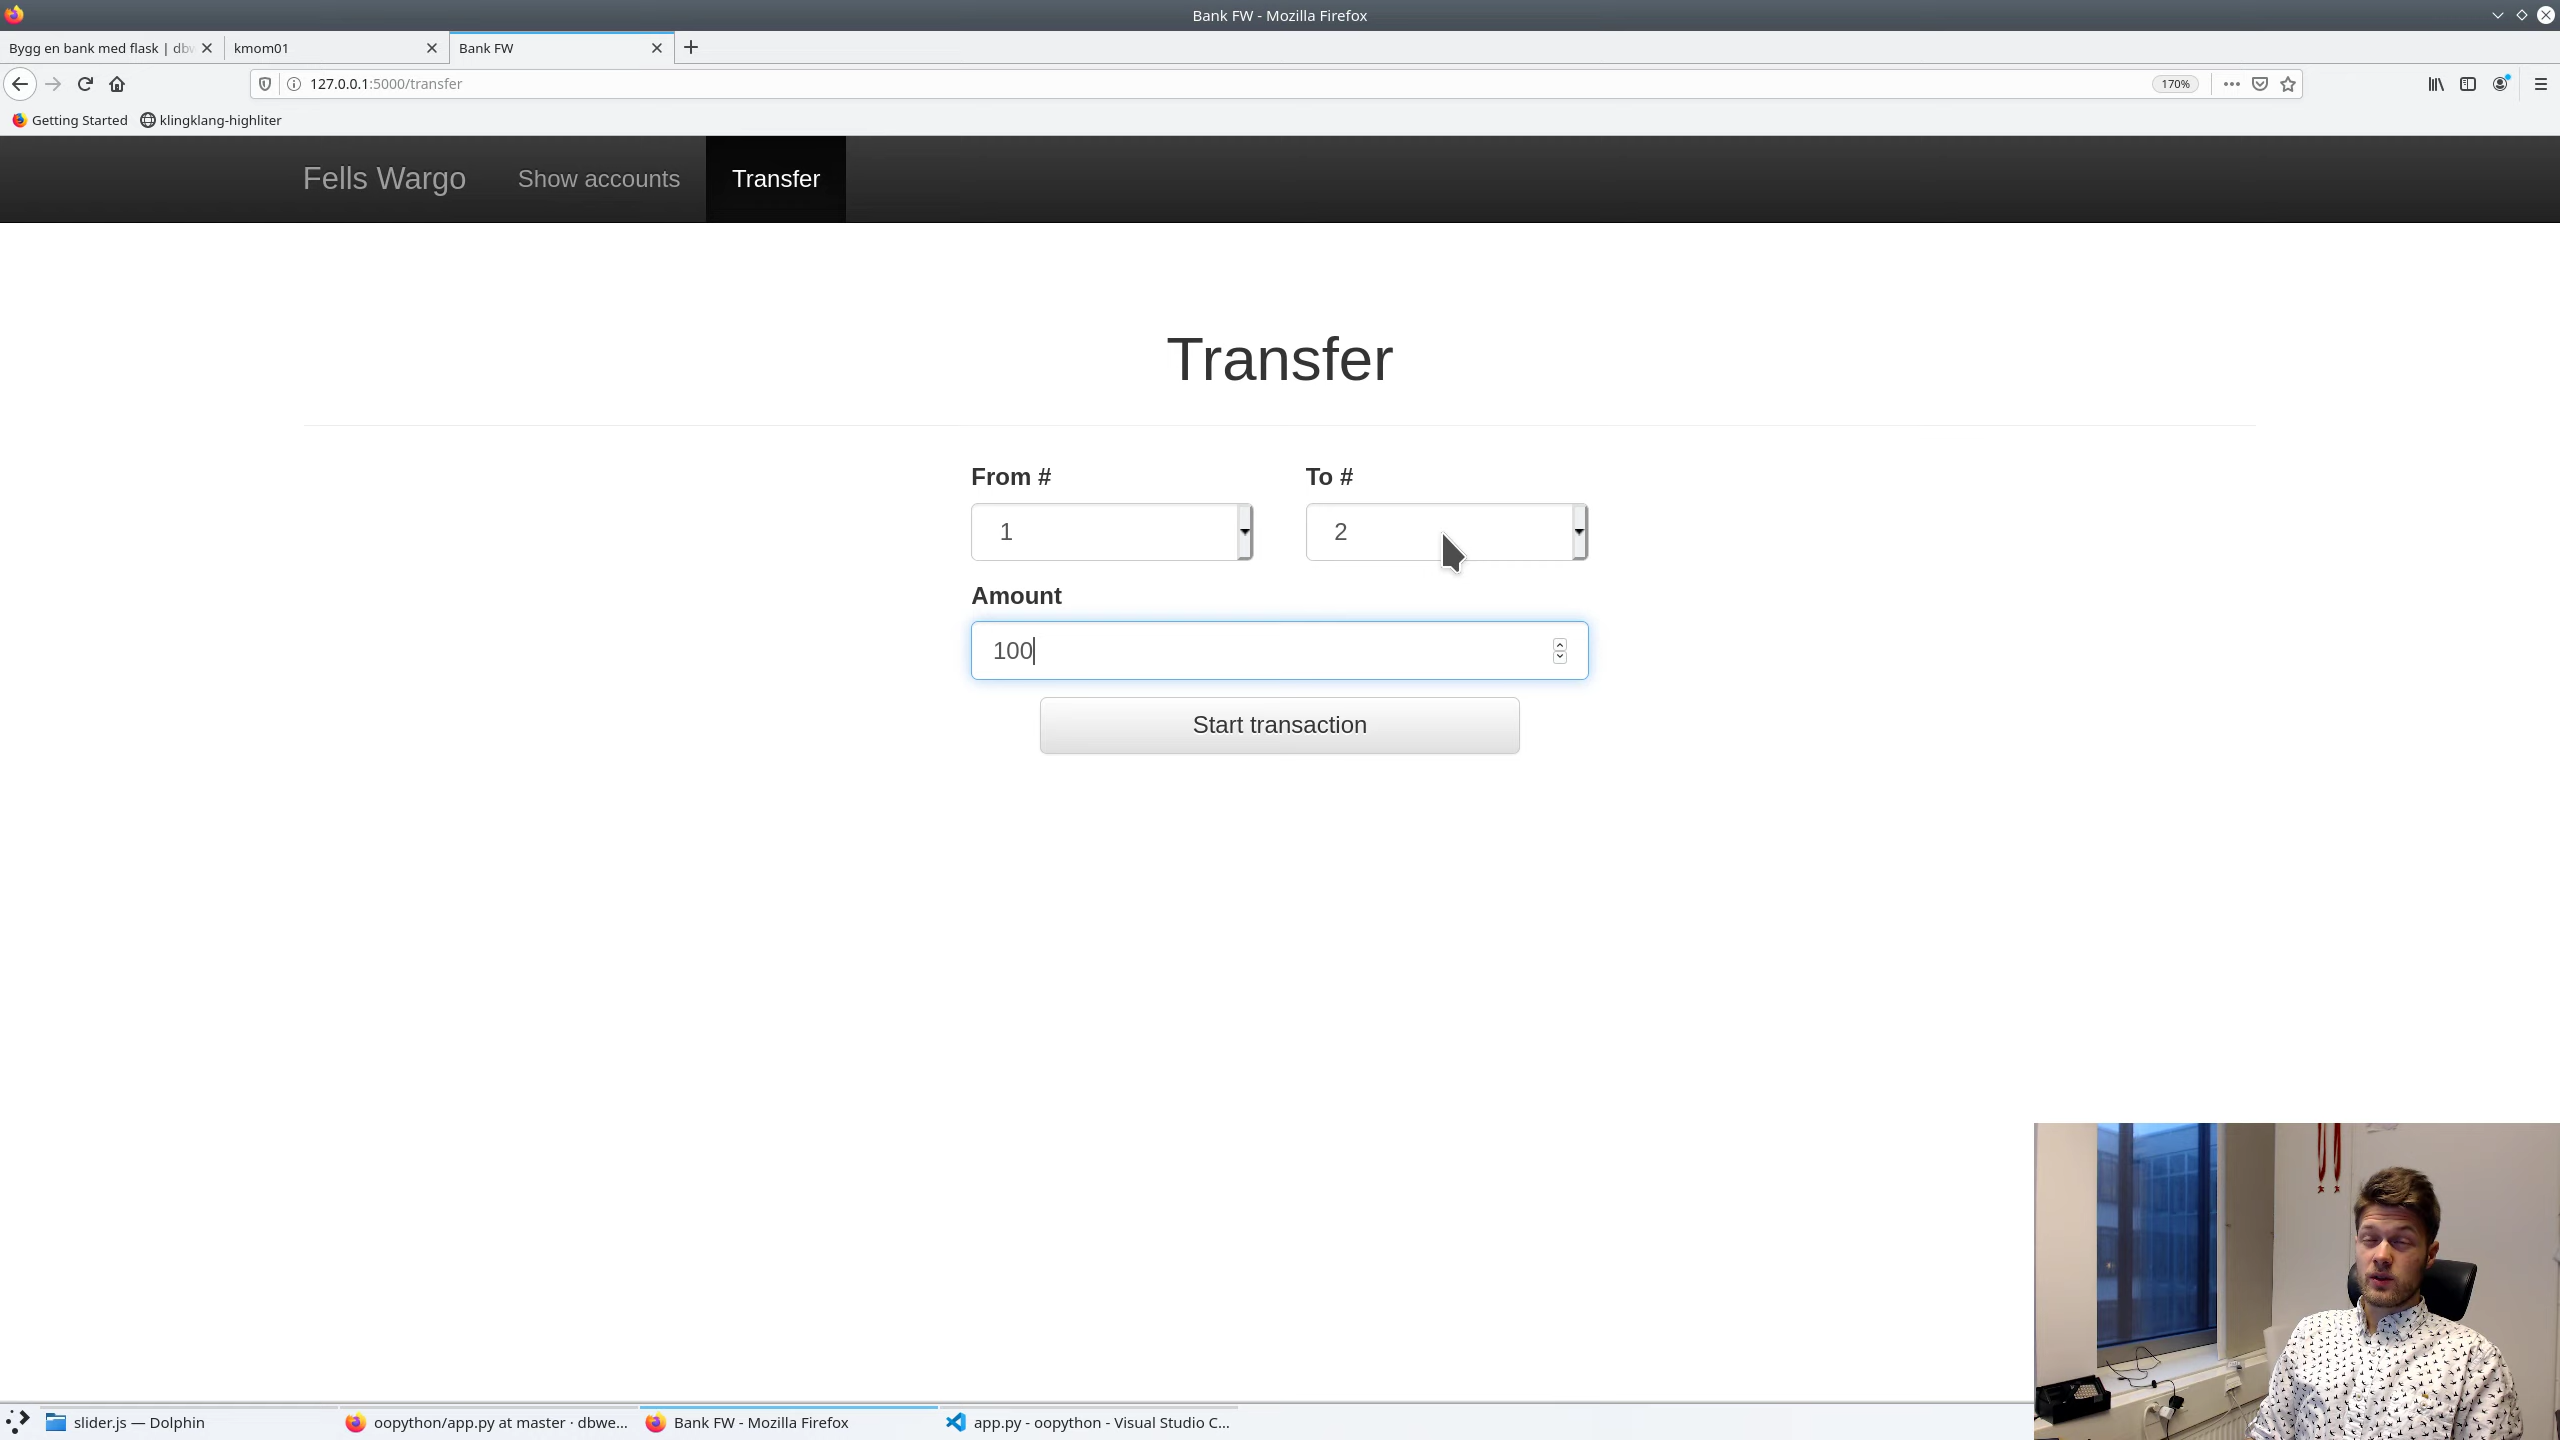 Bank FW - Mozilla Firefox
Bygg en bank med flask | dbw
kmom01
Bank FW
127.0.0.1:5000/transfer
170%
Getting Started
klingklang-highliter
Fells Wargo
Show accounts
Transfer
Transfer
From #
To #
1
2
Amount
100
Start transaction
slider.js — Dolphin
oopython/app.py at master · dbwe...
Bank FW - Mozilla Firefox
app.py - oopython - Visual Studio C...